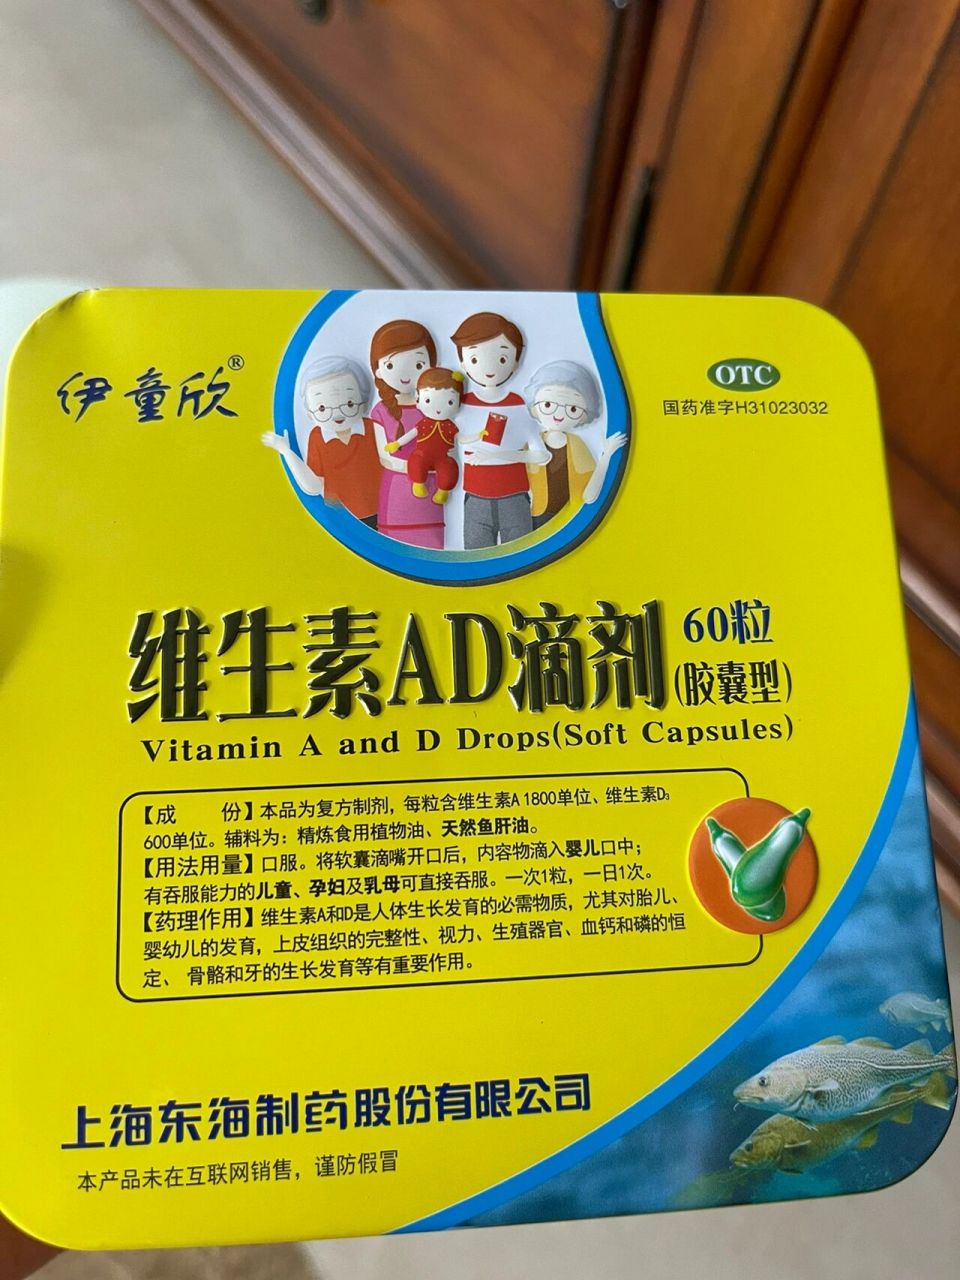 伊童欣®
OTC
国药准字H31023032
维生素AD滴剂
60粒
(胶囊型)
Vitamin A and D Drops(Soft Capsules)
【成　　份】本品为复方制剂，每粒含维生素A 1800单位、维生素D₃
600单位。辅料为：精炼食用植物油、天然鱼肝油。
【用法用量】口服。将软囊滴嘴开口后，内容物滴入婴儿口中；
有吞服能力的儿童、孕妇及乳母可直接吞服。一次1粒，一日1次。
【药理作用】维生素A和D是人体生长发育的必需物质，尤其对胎儿、
婴幼儿的发育，上皮组织的完整性、视力、生殖器官、血钙和磷的恒
定、骨骼和牙的生长发育等有重要作用。
上海东海制药股份有限公司
本产品未在互联网销售，谨防假冒